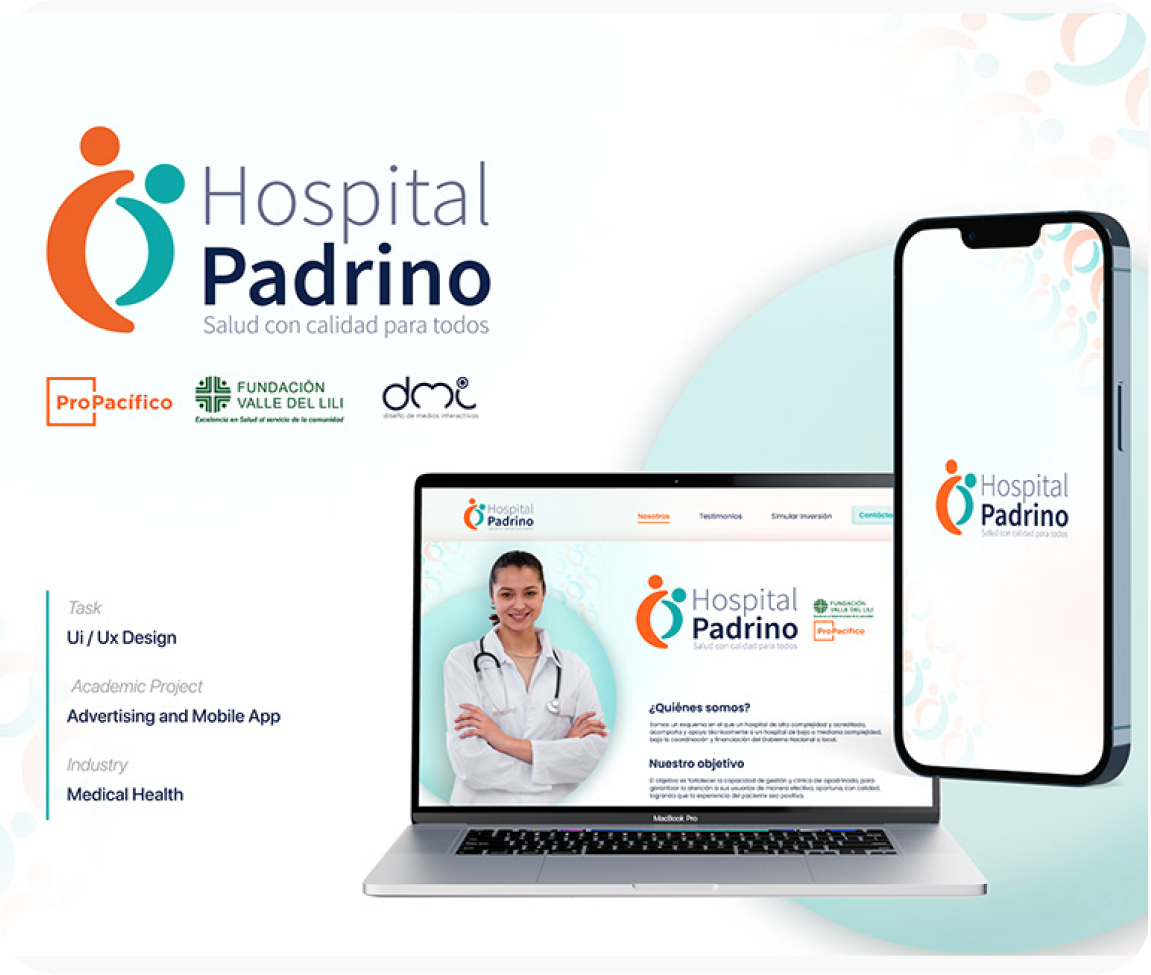 Hospital
Padrino
Salud con calidad para todos
ProPacífico
FUNDACIÓN
VALLE DEL LILI
Excelencia en Salud al servicio de la comunidad
dmi
diseño de medios interactivos
Task
Ui / Ux Design
Academic Project
Advertising and Mobile App
Industry
Medical Health
Hospital
Padrino
Nosotros
Testimonios
Simular Inversión
Contácto
Hospital
Padrino
Salud con calidad para todos
FUNDACIÓN
VALLE DEL LILI
ProPacífico
¿Quiénes somos?
Somos un esquema en el que un hospital de alta complejidad y acreditado,
acompaña y apoya técnicamente a un hospital de baja o mediana complejidad,
bajo la coordinación y financiación del Gobierno Nacional o local.
Nuestro objetivo
El objetivo es fortalecer la capacidad de gestión y clínica del apadrinado, para
garantizar la atención a sus usuarios de manera efectiva, oportuna, con calidad,
logrando que la experiencia del paciente sea positiva.
MacBook Pro
Hospital
Padrino
Salud con calidad para todos